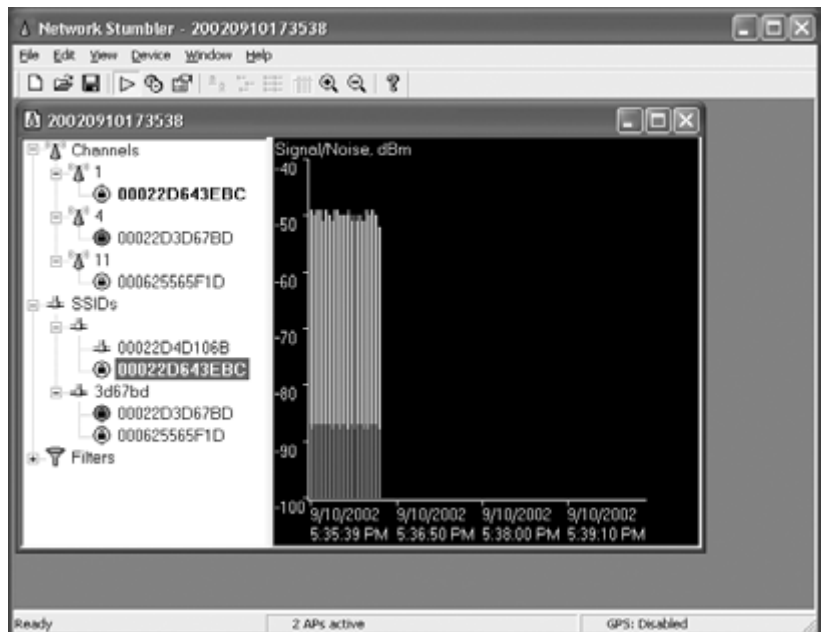 Network Stumbler - 20020910173538
File Edit View Device Window Help
20020910173538
Channels
1
00022D643EBC
4
00022D3D67BD
11
000625565F1D
SSIDs
00022D4D106B
00022D643EBC
3d67bd
00022D3D67BD
000625565F1D
Filters
Signal/Noise, dBm
-40
-50
-60
-70
-80
-90
-100
9/10/2002 9/10/2002 9/10/2002 9/10/2002
5:35:39 PM 5:36:50 PM 5:38:00 PM 5:39:10 PM
Ready 2 APs active GPS: Disabled